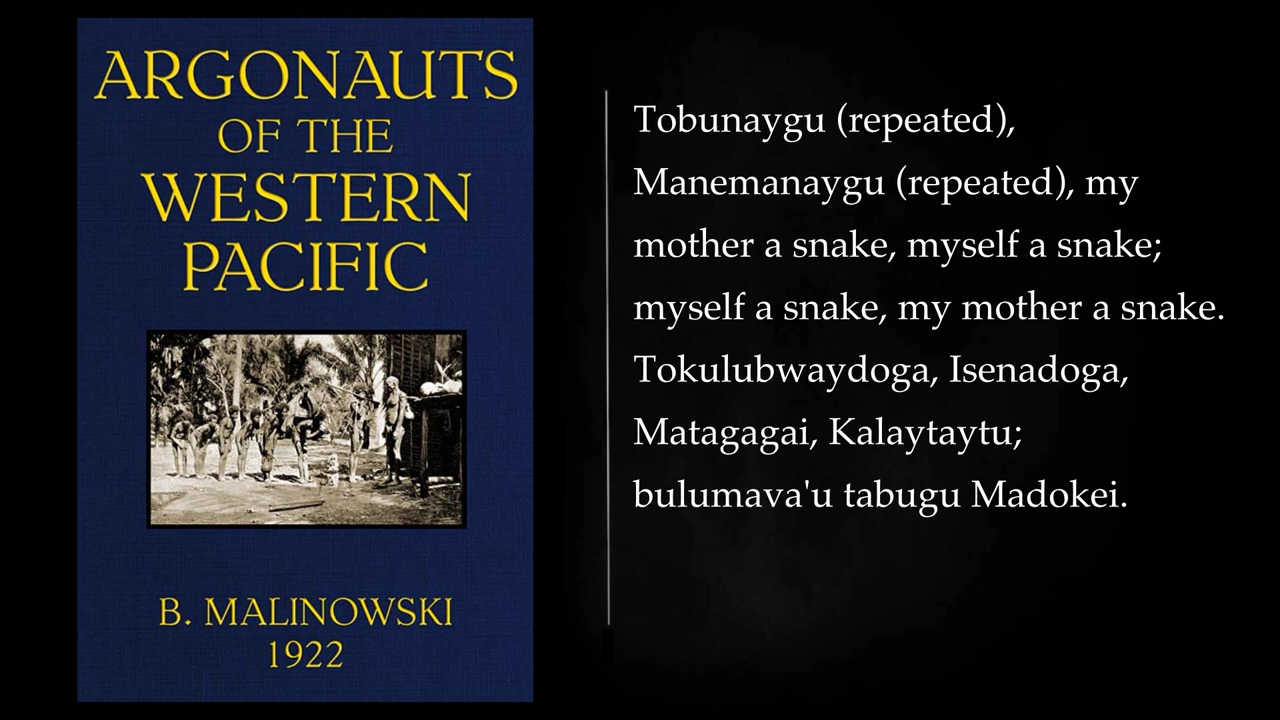 ARGONAUTS
OF THE
WESTERN
PACIFIC
B. MALINOWSKI
1922
Tobunaygu (repeated),
Manemanaygu (repeated), my
mother a snake, myself a snake;
myself a snake, my mother a snake.
Tokulubwaydoga, Isenadoga,
Matagagai, Kalaytaytu;
bulumava'u tabugu Madokei.